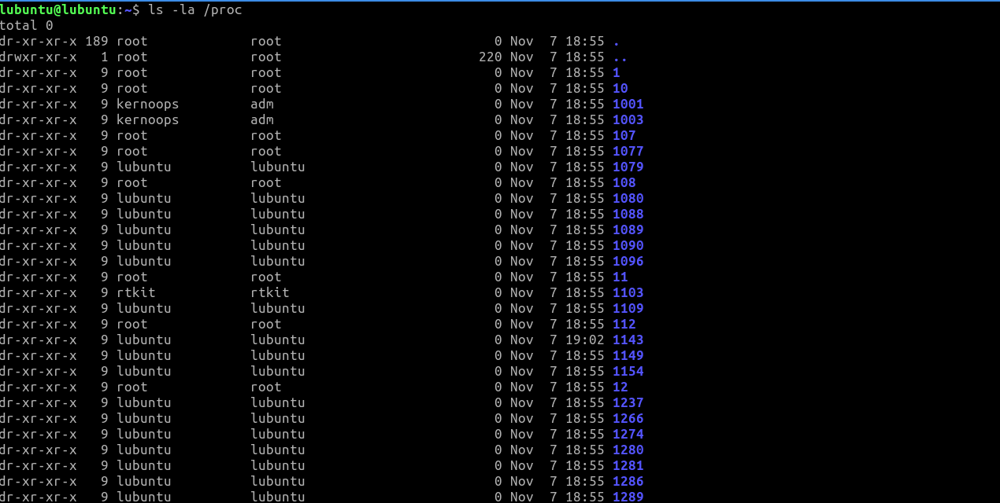 lubuntu@lubuntu:~$ ls -la /proc
total 0
dr-xr-xr-x 189 root             root                         0 Nov  7 18:55 .
drwxr-xr-x   1 root             root                       220 Nov  7 18:55 ..
dr-xr-xr-x   9 root             root                         0 Nov  7 18:55 1
dr-xr-xr-x   9 root             root                         0 Nov  7 18:55 10
dr-xr-xr-x   9 kernoops         adm                          0 Nov  7 18:55 1001
dr-xr-xr-x   9 kernoops         adm                          0 Nov  7 18:55 1003
dr-xr-xr-x   9 root             root                         0 Nov  7 18:55 107
dr-xr-xr-x   9 root             root                         0 Nov  7 18:55 1077
dr-xr-xr-x   9 lubuntu          lubuntu                      0 Nov  7 18:55 1079
dr-xr-xr-x   9 root             root                         0 Nov  7 18:55 108
dr-xr-xr-x   9 lubuntu          lubuntu                      0 Nov  7 18:55 1080
dr-xr-xr-x   9 lubuntu          lubuntu                      0 Nov  7 18:55 1088
dr-xr-xr-x   9 lubuntu          lubuntu                      0 Nov  7 18:55 1089
dr-xr-xr-x   9 lubuntu          lubuntu                      0 Nov  7 18:55 1090
dr-xr-xr-x   9 lubuntu          lubuntu                      0 Nov  7 18:55 1096
dr-xr-xr-x   9 root             root                         0 Nov  7 18:55 11
dr-xr-xr-x   9 rtkit            rtkit                        0 Nov  7 18:55 1103
dr-xr-xr-x   9 lubuntu          lubuntu                      0 Nov  7 18:55 1109
dr-xr-xr-x   9 root             root                         0 Nov  7 18:55 112
dr-xr-xr-x   9 lubuntu          lubuntu                      0 Nov  7 19:02 1143
dr-xr-xr-x   9 lubuntu          lubuntu                      0 Nov  7 18:55 1149
dr-xr-xr-x   9 lubuntu          lubuntu                      0 Nov  7 18:55 1154
dr-xr-xr-x   9 root             root                         0 Nov  7 18:55 12
dr-xr-xr-x   9 lubuntu          lubuntu                      0 Nov  7 18:55 1237
dr-xr-xr-x   9 lubuntu          lubuntu                      0 Nov  7 18:55 1266
dr-xr-xr-x   9 lubuntu          lubuntu                      0 Nov  7 18:55 1274
dr-xr-xr-x   9 lubuntu          lubuntu                      0 Nov  7 18:55 1280
dr-xr-xr-x   9 lubuntu          lubuntu                      0 Nov  7 18:55 1281
dr-xr-xr-x   9 lubuntu          lubuntu                      0 Nov  7 18:55 1286
dr-xr-xr-x   9 lubuntu          lubuntu                      0 Nov  7 18:55 1289